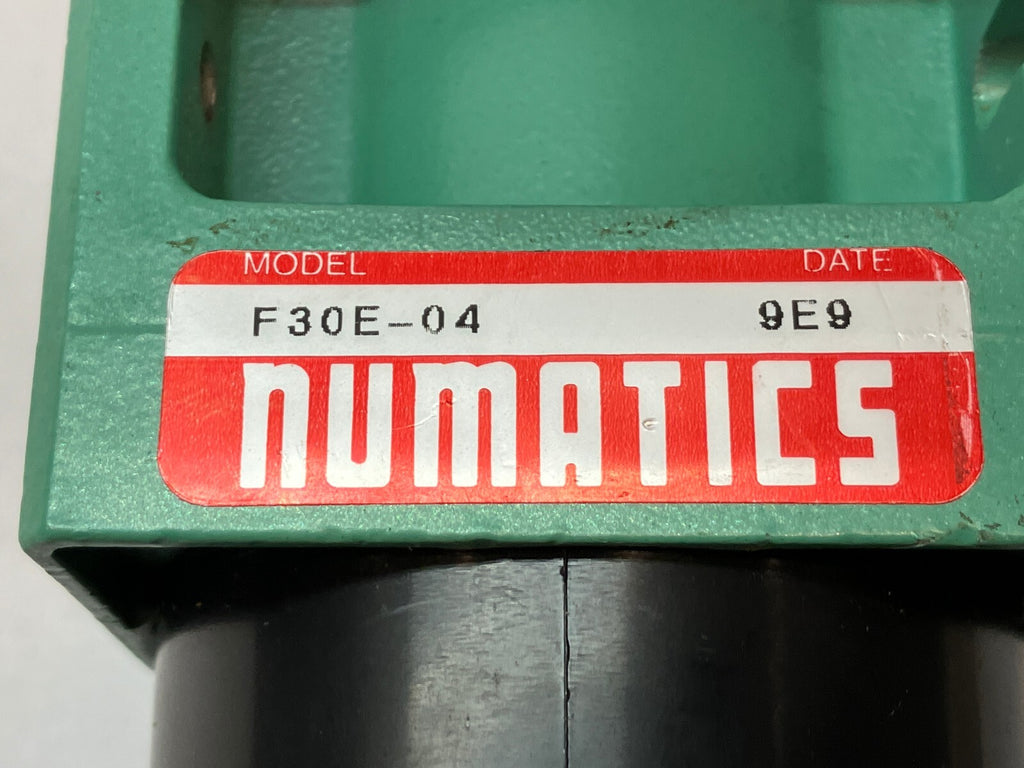 MODEL DATE
F30E-04 9E9
NUMATICS